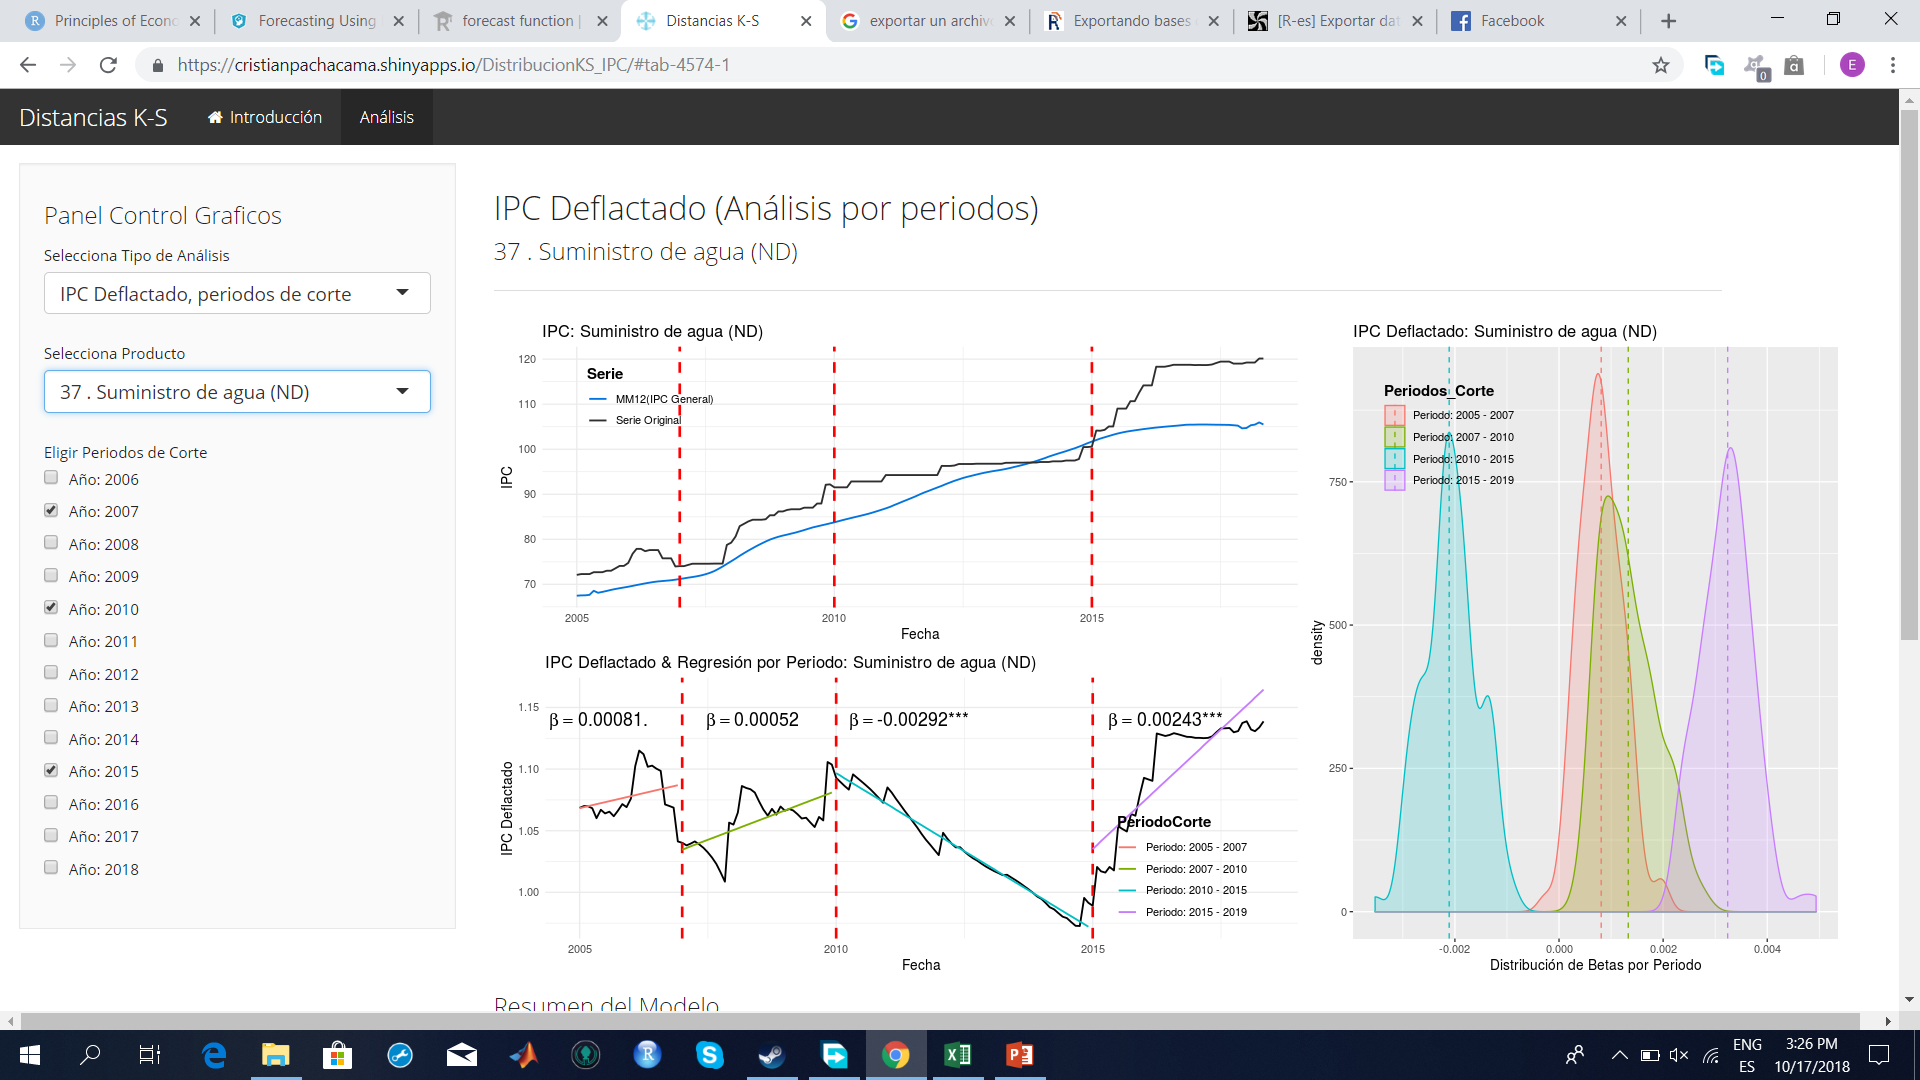 Principles of Econo
Forecasting Using
forecast function |
Distancias K-S
exportar un archivo
Exportando bases
[R-es] Exportar dat
Facebook
https://cristianpachacama.shinyapps.io/DistribucionKS_IPC/#tab-4574-1
0
E
Distancias K-S
Introducción
Análisis
Panel Control Graficos
Selecciona Tipo de Análisis
IPC Deflactado, periodos de corte
Selecciona Producto
37 . Suministro de agua (ND)
Eligir Periodos de Corte
Año: 2006
Año: 2007
Año: 2008
Año: 2009
Año: 2010
Año: 2011
Año: 2012
Año: 2013
Año: 2014
Año: 2015
Año: 2016
Año: 2017
Año: 2018
IPC Deflactado (Análisis por periodos)
37 . Suministro de agua (ND)
IPC: Suministro de agua (ND)
Serie
MM12(IPC General)
Serie Original
IPC
120
110
100
90
80
70
2005
2010
2015
Fecha
IPC Deflactado & Regresión por Periodo: Suministro de agua (ND)
β = 0.00081.
β = 0.00052
β = -0.00292***
β = 0.00243***
IPC Deflactado
1.15
1.10
1.05
1.00
PeriodoCorte
Periodo: 2005 - 2007
Periodo: 2007 - 2010
Periodo: 2010 - 2015
Periodo: 2015 - 2019
2005
2010
2015
Fecha
IPC Deflactado: Suministro de agua (ND)
Periodos_Corte
Periodo: 2005 - 2007
Periodo: 2007 - 2010
Periodo: 2010 - 2015
Periodo: 2015 - 2019
density
750
500
250
0
-0.002
0.000
0.002
0.004
Distribución de Betas por Periodo
Resumen del Modelo
ENG
ES
3:26 PM
10/17/2018